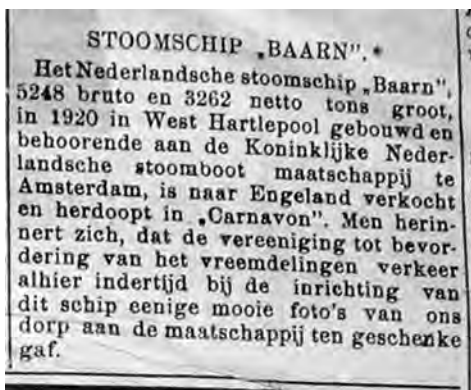 STOOMSCHIP „BAARN".*
Het Nederlandsche stoomschip „Baarn",
5248 bruto en 3262 netto tons groot,
in 1920 in West Hartlepool gebouwd en
behoorende aan de Koninklijke Neder-
landsche stoomboot maatschappij te
Amsterdam, is naar Engeland verkocht
en herdoopt in „Carnavon". Men herin-
nert zich, dat de vereeniging tot bevor-
dering van het vreemdelingen verkeer
alhier indertijd bij de inrichting van
dit schip eenige mooie foto's van ons
dorp aan de maatschappij ten geschenke
gaf.